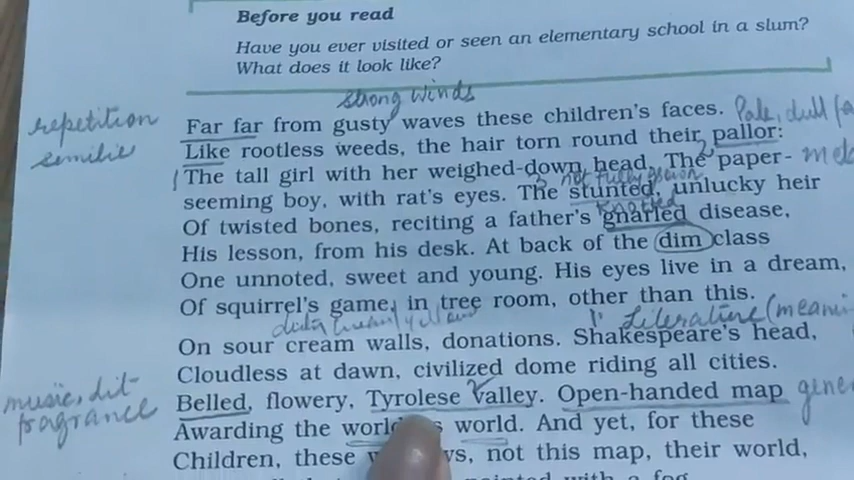 Before you read
Have you ever visited or seen an elementary school in a slum?
What does it look like?
strong winds
repetition
Far far from gusty waves these children's faces. Pale, dull
similie
Like rootless weeds, the hair torn round their pallor:
The tall girl with her weighed-down head. The paper-
not fully grown
seeming boy, with rat's eyes. The stunted, unlucky heir
knotted
Of twisted bones, reciting a father's gnarled disease,
His lesson, from his desk. At back of the dim class
One unnoted, sweet and young. His eyes live in a dream,
Of squirrel's game, in tree room, other than this.
Literature
On sour cream walls, donations. Shakespeare's head,
Cloudless at dawn, civilized dome riding all cities.
music,
fragrance
Belled, flowery, Tyrolese valley. Open-handed map
Awarding the world. And yet, for these
Children, these not this map, their world,
with a fog